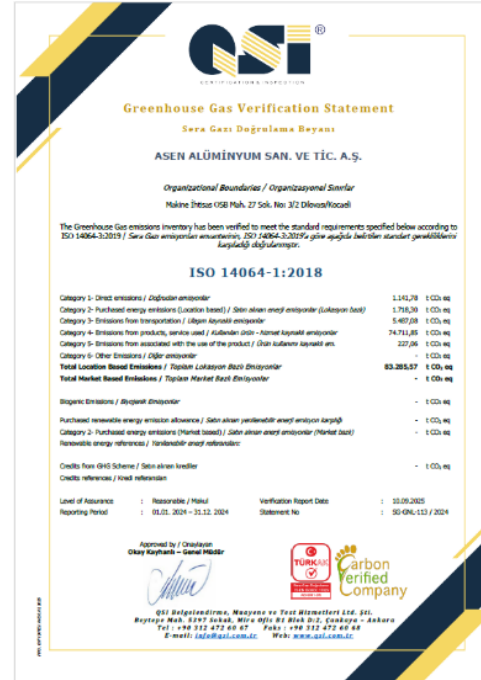 QSI®
CERTIFICATION & INSPECTION
Greenhouse Gas Verification Statement
Sera Gazı Doğrulama Beyanı
ASEN ALÜMİNYUM SAN. VE TİC. A.Ş.
Organizational Boundaries / Organizasyonel Sınırlar
Makine İhtisas OSB Mah. 27 Sok. No: 3/2 Dilovası/Kocaeli
The Greenhouse Gas emissions inventory has been verified to meet the standard requirements specified below according to
ISO 14064-3:2019 / Sera Gazı emisyonları envanterinin, ISO 14064-3:2019'a göre aşağıda belirtilen standart gerekliliklerini
karşıladığı doğrulanmıştır.
ISO 14064-1:2018
Category 1- Direct emissions / Doğrudan emisyonlar 1.141,78 t CO₂ eq
Category 2- Purchased energy emissions (Location based) / Satın alınan enerji emisyonlar (Lokasyon bazlı) 1.718,30 t CO₂ eq
Category 3- Emissions from transportation / Ulaşım kaynaklı emisyonlar 5.487,08 t CO₂ eq
Category 4- Emissions from products, service used / Kullanılan ürün - hizmet kaynaklı emisyonlar 74.711,85 t CO₂ eq
Category 5- Emissions from associated with the use of the product / Ürün kullanımı kaynaklı em. 227,06 t CO₂ eq
Category 6- Other Emissions / Diğer emisyonlar - t CO₂ eq
Total Location Based Emissions / Toplam Lokasyon Bazlı Emisyonlar 83.285,57 t CO₂ eq
Total Market Based Emissions / Toplam Market Bazlı Emisyonlar - t CO₂ eq
Biogenic Emissions / Biyojenik Emisyonlar - t CO₂ eq
Purchased renewable energy emission allowence / Satın alınan yenilenebilir enerji emisyon karşılığı - t CO₂ eq
Category 2- Purchased energy emissions (Market based) / Satın alınan enerji emisyonlar (Market bazlı) - t CO₂ eq
Renewable energy references / Yenilenebilir enerji referansları:
Credits from GHG Scheme / Satın alınan krediler - t CO₂ eq
Credits references / Kredi referansları
Level of Assurance : Reasonable / Makul Verification Report Date : 10.09.2025
Reporting Period : 01.01. 2024 – 31.12. 2024 Statement No : SG-GNL-113 / 2024
Approved by / Onaylayan
Okay Kayhanlı – Genel Müdür
TÜRKAK
Carbon
Verified
Company
QSI Belgelendirme, Muayene ve Test Hizmetleri Ltd. Şti.
Beytepe Mah. 5297 Sokak, Mira Ofis B1 Blok D:2, Çankaya - Ankara
Tel : +90 312 472 60 67 Faks : +90 312 472 60 68
E-mail: info@qsi.com.tr Web: www.qsi.com.tr